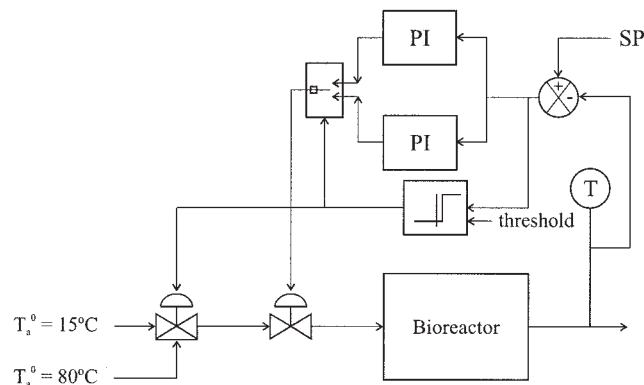 PI
SP
+
-
PI
T
threshold
Tₐ⁰ = 15ºC
Bioreactor
Tₐ⁰ = 80ºC